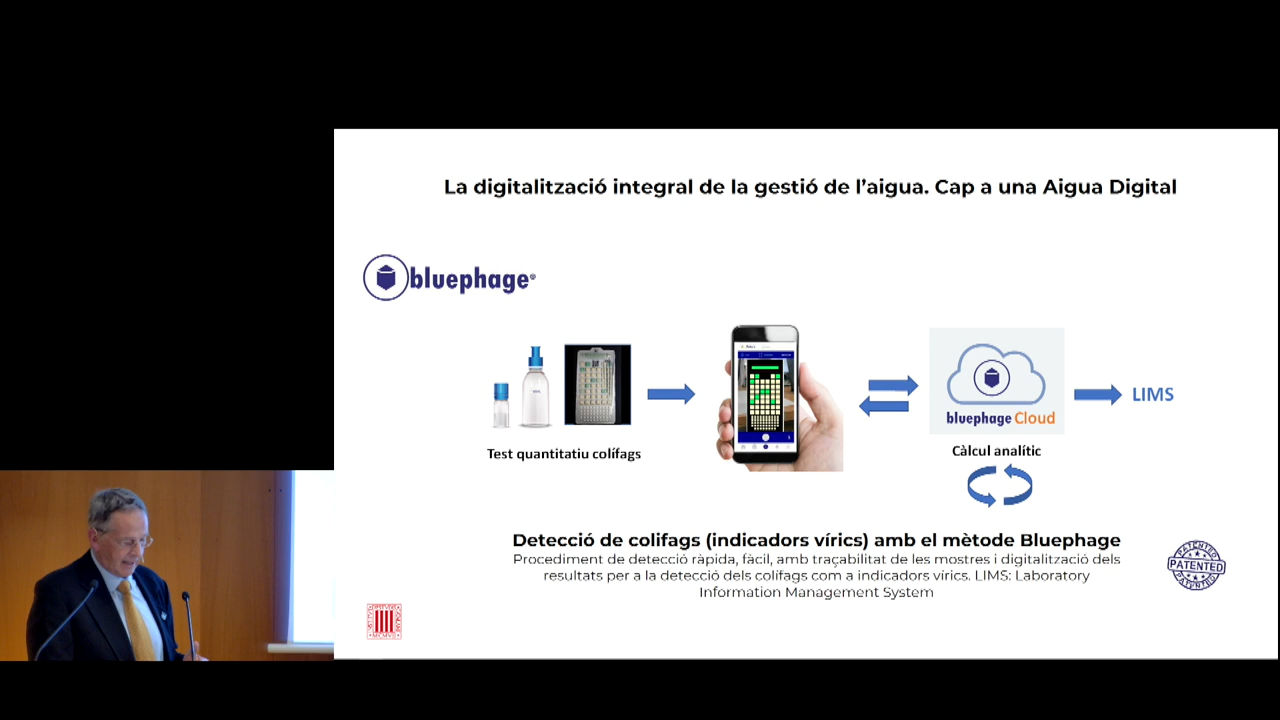 La digitalització integral de la gestió de l'aigua. Cap a una Aigua Digital
bluephage®
Test quantitatiu colífags
bluephage Cloud
LIMS
Càlcul analític
Detecció de colifags (indicadors vírics) amb el mètode Bluephage
Procediment de detecció ràpida, fàcil, amb traçabilitat de les mostres i digitalització dels
resultats per a la detecció dels colífags com a indicadors vírics. LIMS: Laboratory
Information Management System
PATENTED
PATENTED
PATENTED